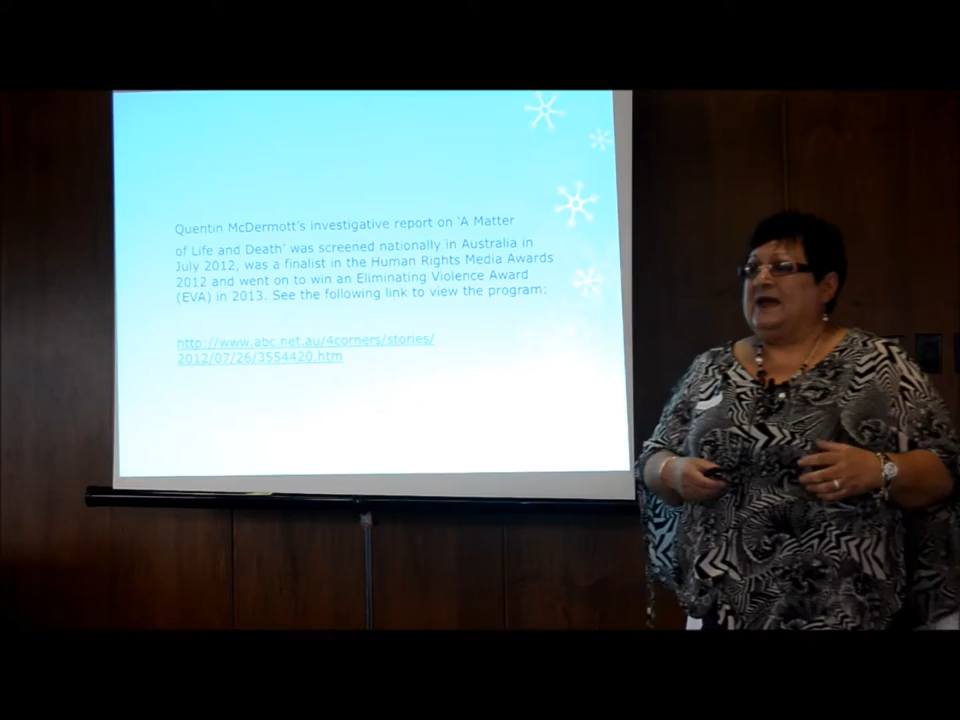 Quentin McDermott's investigative report on 'A Matter
of Life and Death' was screened nationally in Australia in
July 2012, was a finalist in the Human Rights Media Awards
2012 and went on to win an Eliminating Violence Award
(EVA) in 2013. See the following link to view the program:
http://www.abc.net.au/4corners/stories/
2012/07/26/3554420.htm